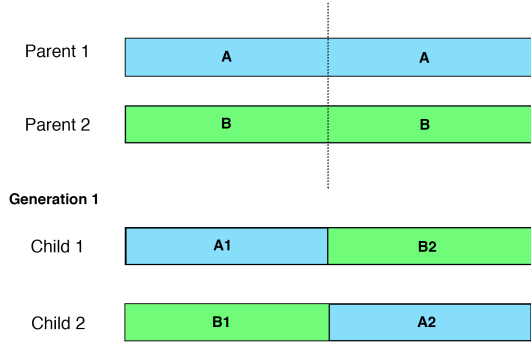 Parent 1 A A
Parent 2 B B
Generation 1
Child 1 A1 B2
Child 2 B1 A2